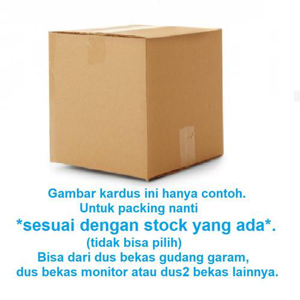 Gambar kardus ini hanya contoh.
Untuk packing nanti
*sesuai dengan stock yang ada*.
(tidak bisa pilih)
Bisa dari dus bekas gudang garam,
dus bekas monitor atau dus2 bekas lainnya.